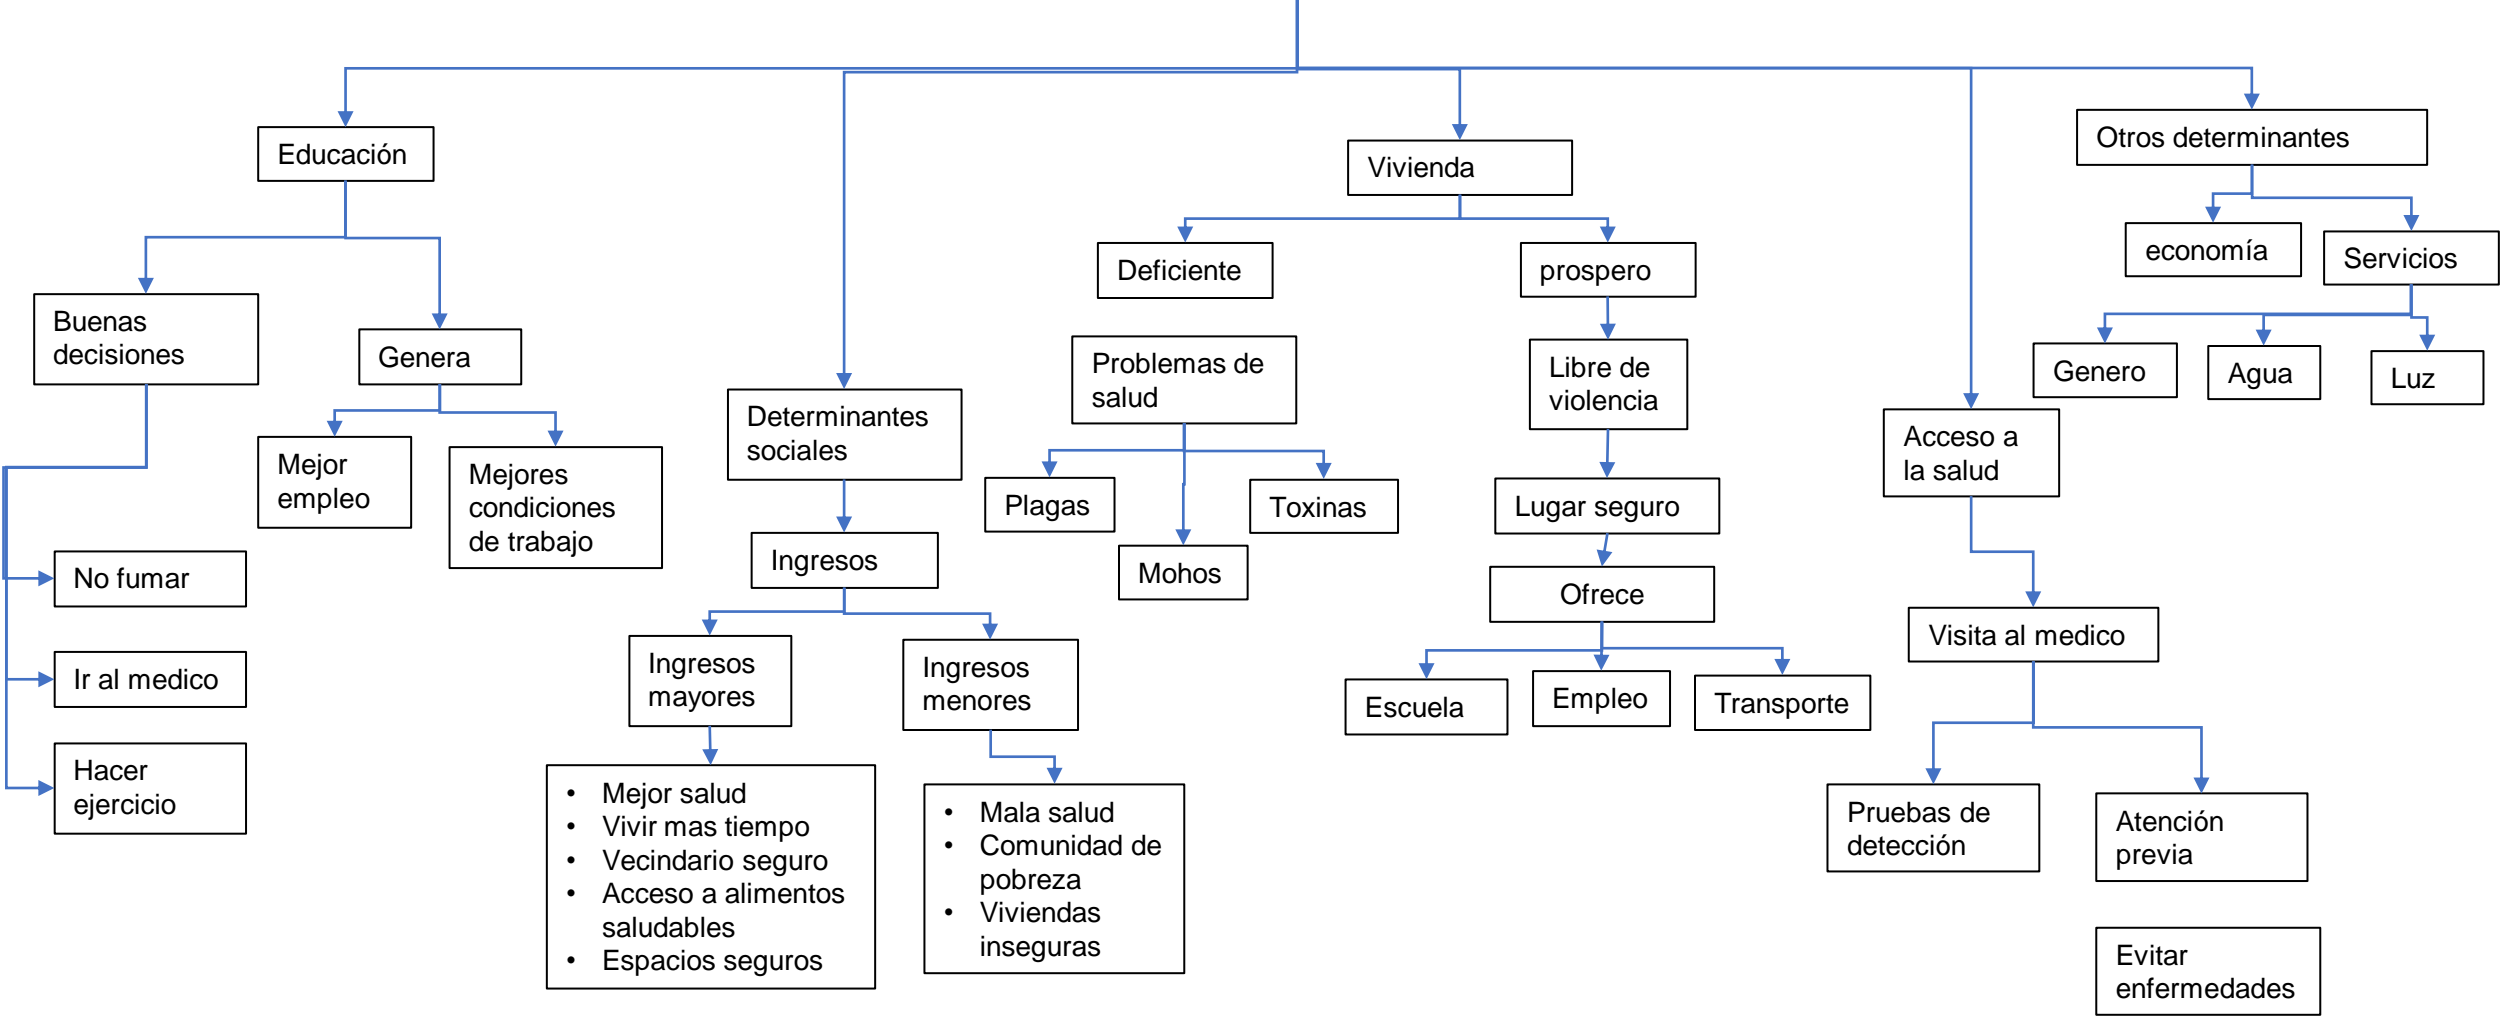 Educación
Buenas
decisiones
No fumar
Ir al medico
Hacer
ejercicio
Genera
Mejor
empleo
Mejores
condiciones
de trabajo
Determinantes
sociales
Ingresos
Ingresos
mayores
• Mejor salud
• Vivir mas tiempo
• Vecindario seguro
• Acceso a alimentos
saludables
• Espacios seguros
Ingresos
menores
• Mala salud
• Comunidad de
pobreza
• Viviendas
inseguras
Vivienda
Deficiente
Problemas de
salud
Plagas
Mohos
Toxinas
prospero
Libre de
violencia
Lugar seguro
Ofrece
Escuela
Empleo
Transporte
Acceso a
la salud
Visita al medico
Pruebas de
detección
Atención
previa
Evitar
enfermedades
Otros determinantes
economía
Servicios
Genero
Agua
Luz